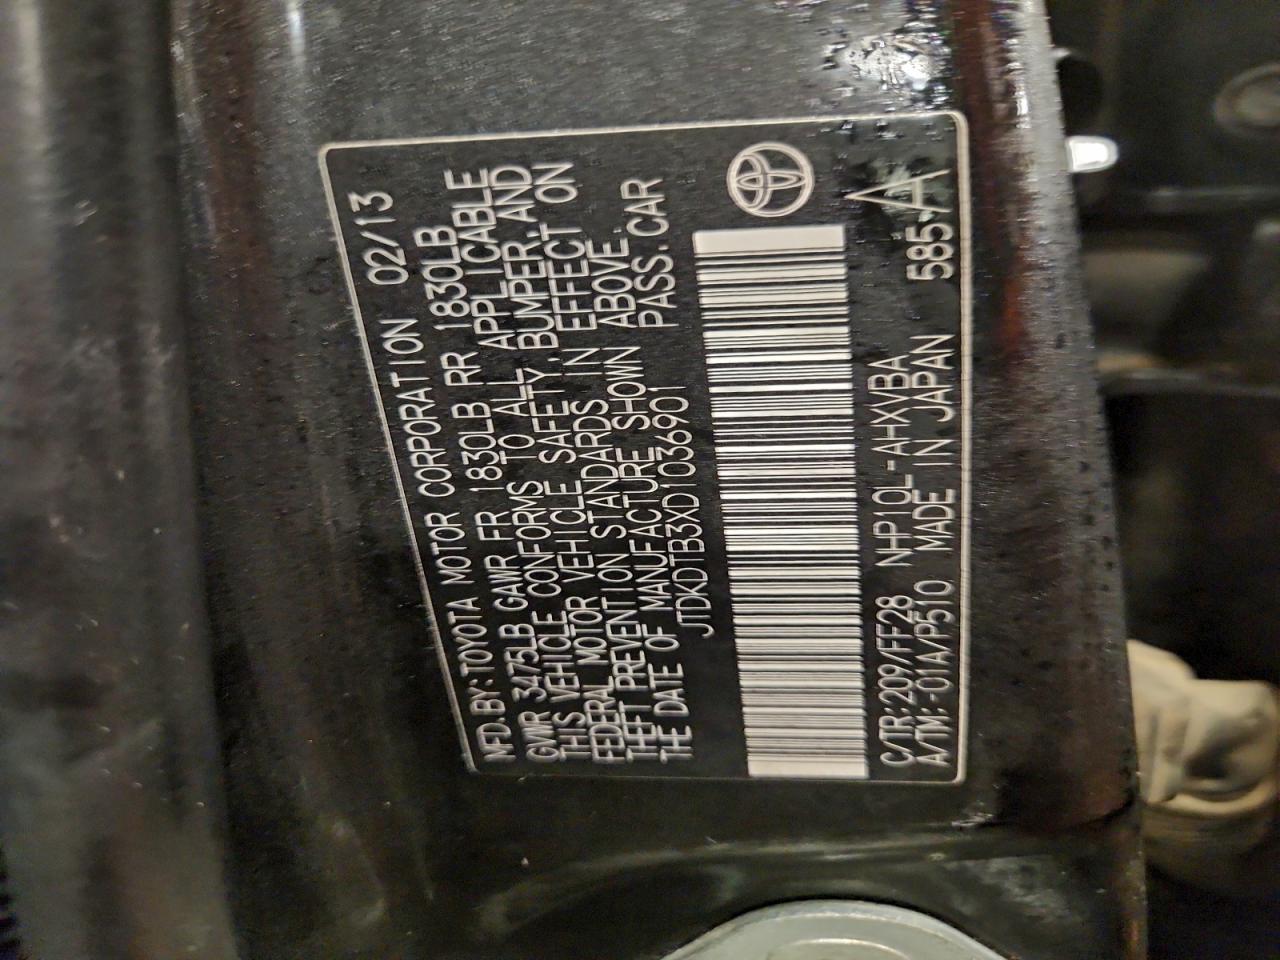 MFD.BY:TOYOTA MOTOR CORPORATION 02/13
GVWR 3475LB GAWR FR 1830LB RR 1830LB
THIS VEHICLE CONFORMS TO ALL APPLICABLE
FEDERAL MOTOR VEHICLE SAFETY,BUMPER,AND
THEFT PREVENTION STANDARDS IN EFFECT ON
THE DATE OF MANUFACTURE SHOWN ABOVE.
JTDKDTB3XD1036901 PASS.CAR
C/TR:209/FF28 NHP10L-AHXVBA
A/TM:-01A/P510 MADE IN JAPAN 585A